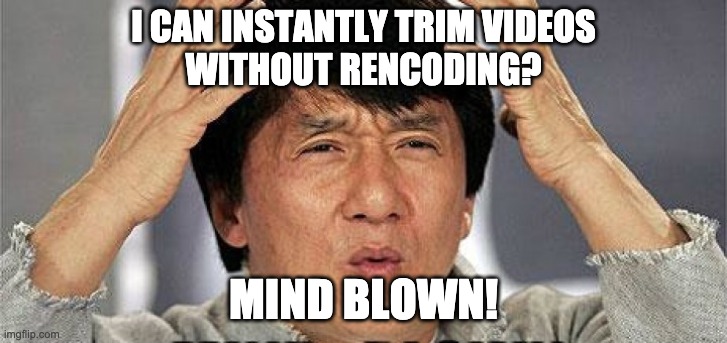 I CAN INSTANTLY TRIM VIDEOS
WITHOUT RENCODING?
MIND BLOWN!
imgflip.com